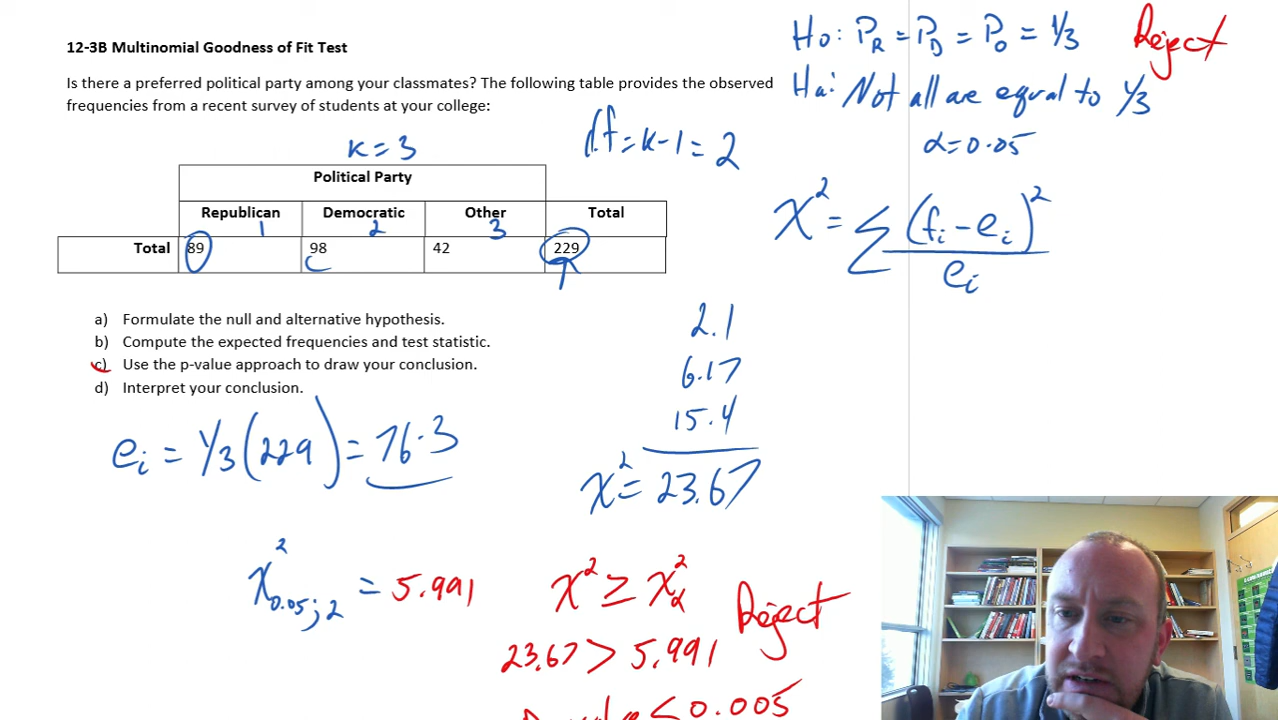 12-3B Multinomial Goodness of Fit Test
Is there a preferred political party among your classmates? The following table provides the observed
frequencies from a recent survey of students at your college:
Ho: P_R = P_D = P_O = 1/3 Reject
Ha: Not all are equal to 1/3
α = 0.05
K = 3
df = k-1 = 2
Political Party
Republican Democratic Other Total
1 2 3
Total 89 98 42 229
χ² = Σ (f_i - e_i)² / e_i
a) Formulate the null and alternative hypothesis.
b) Compute the expected frequencies and test statistic.
c) Use the p-value approach to draw your conclusion.
d) Interpret your conclusion.
2.1
6.17
15.4
χ² = 23.67
e_i = 1/3 (229) = 76.3
χ²_0.05;2 = 5.991
χ² ≥ χ²_α
Reject
23.67 > 5.991
0.005